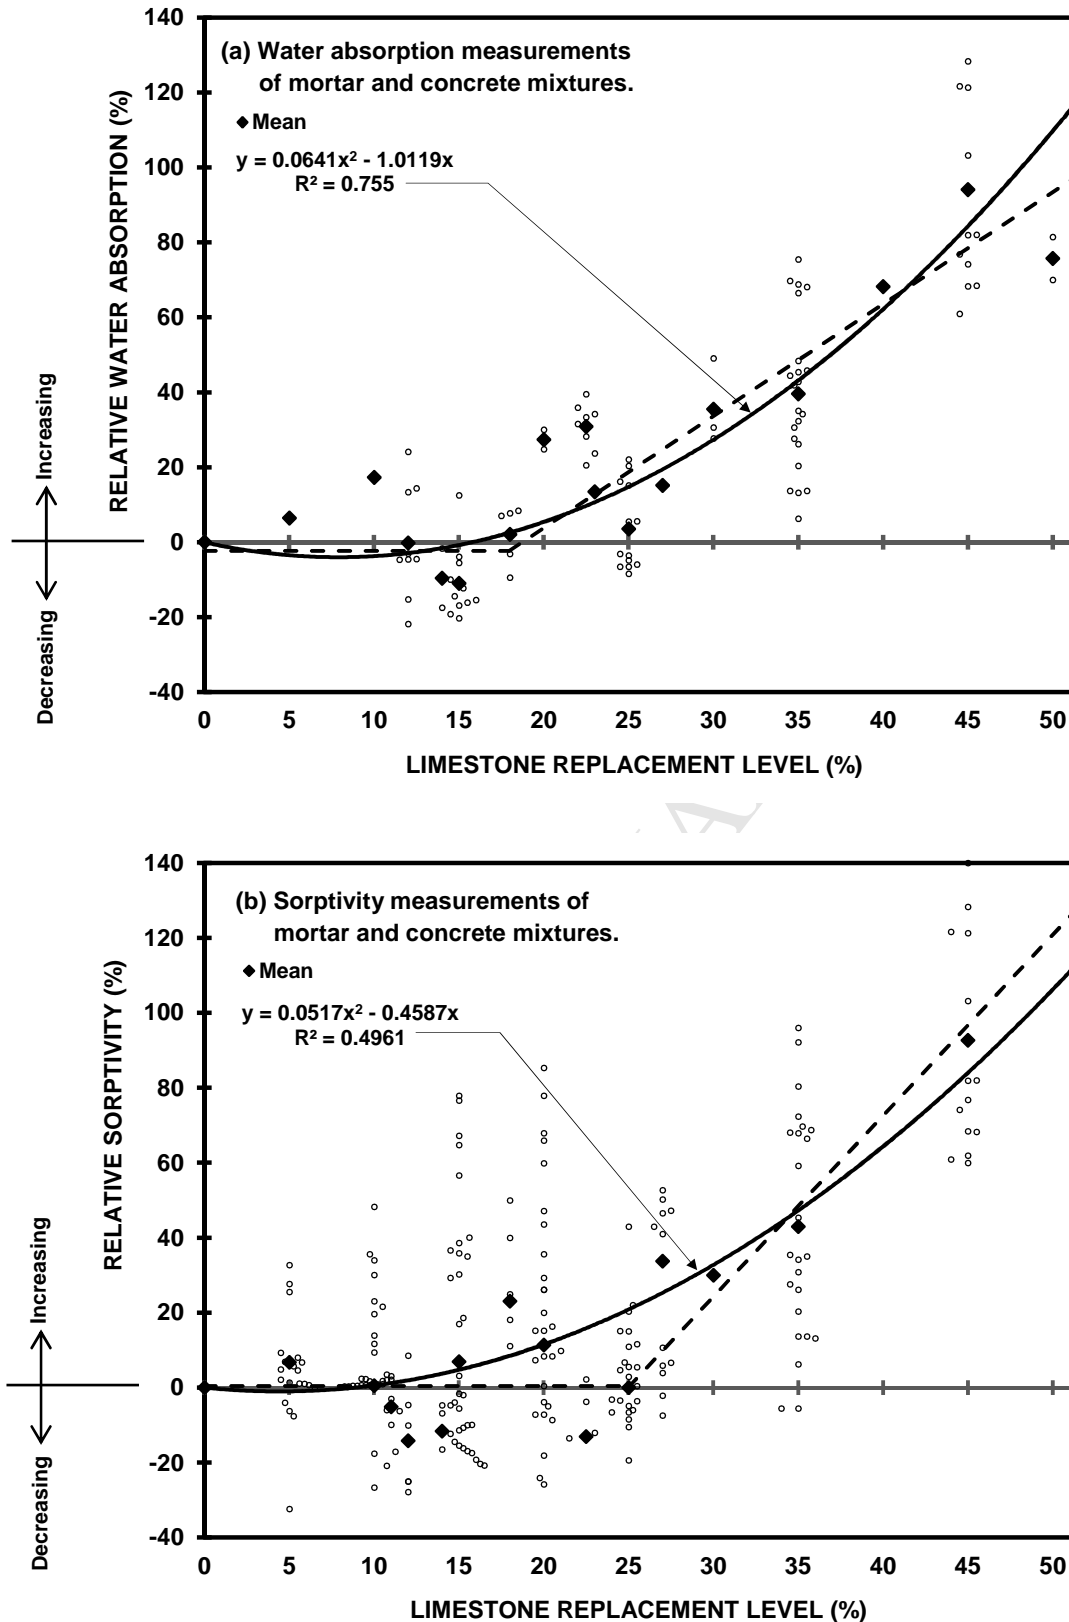 140
120
100
80
60
40
20
0
-20
-40
RELATIVE WATER ABSORPTION (%)
Increasing
Decreasing
(a) Water absorption measurements
of mortar and concrete mixtures.
Mean
y = 0.0641x² - 1.0119x
R² = 0.755
0 5 10 15 20 25 30 35 40 45 50
LIMESTONE REPLACEMENT LEVEL (%)
A
140
120
100
80
60
40
20
0
-20
-40
RELATIVE SORPTIVITY (%)
Increasing
Decreasing
(b) Sorptivity measurements of
mortar and concrete mixtures.
Mean
y = 0.0517x² - 0.4587x
R² = 0.4961
0 5 10 15 20 25 30 35 40 45 50
LIMESTONE REPLACEMENT LEVEL (%)